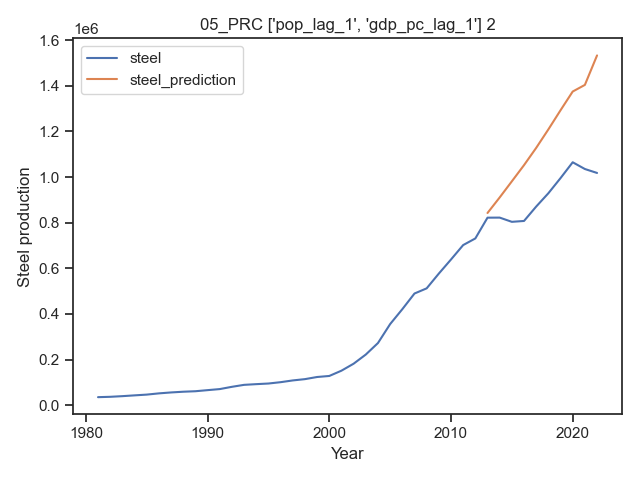 05_PRC ['pop_lag_1', 'gdp_pc_lag_1'] 2
1e6
1.6
1.4
1.2
1.0
0.8
0.6
0.4
0.2
0.0
Steel production
steel
steel_prediction
1980
1990
2000
2010
2020
Year